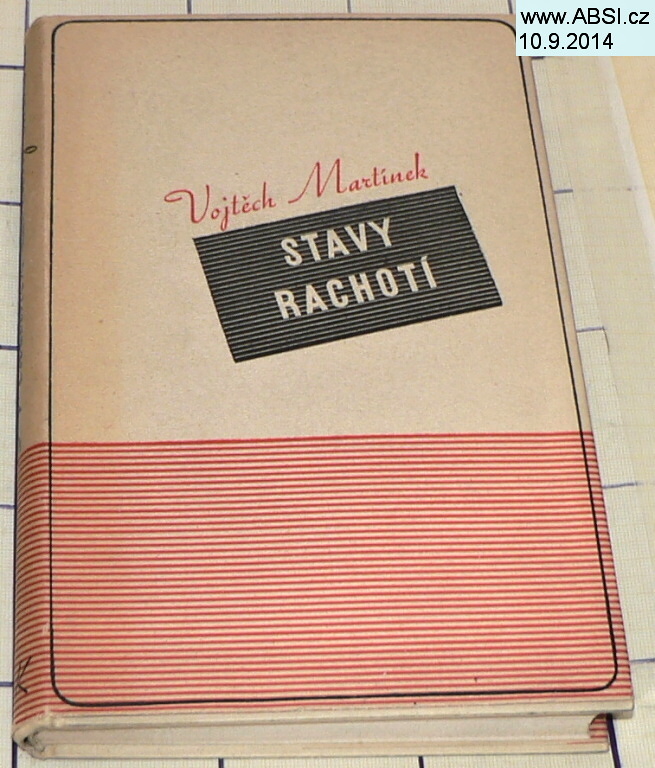 www.ABSI.cz
10.9.2014
Vojtěch Martínek
STAVY
RACHOTÍ